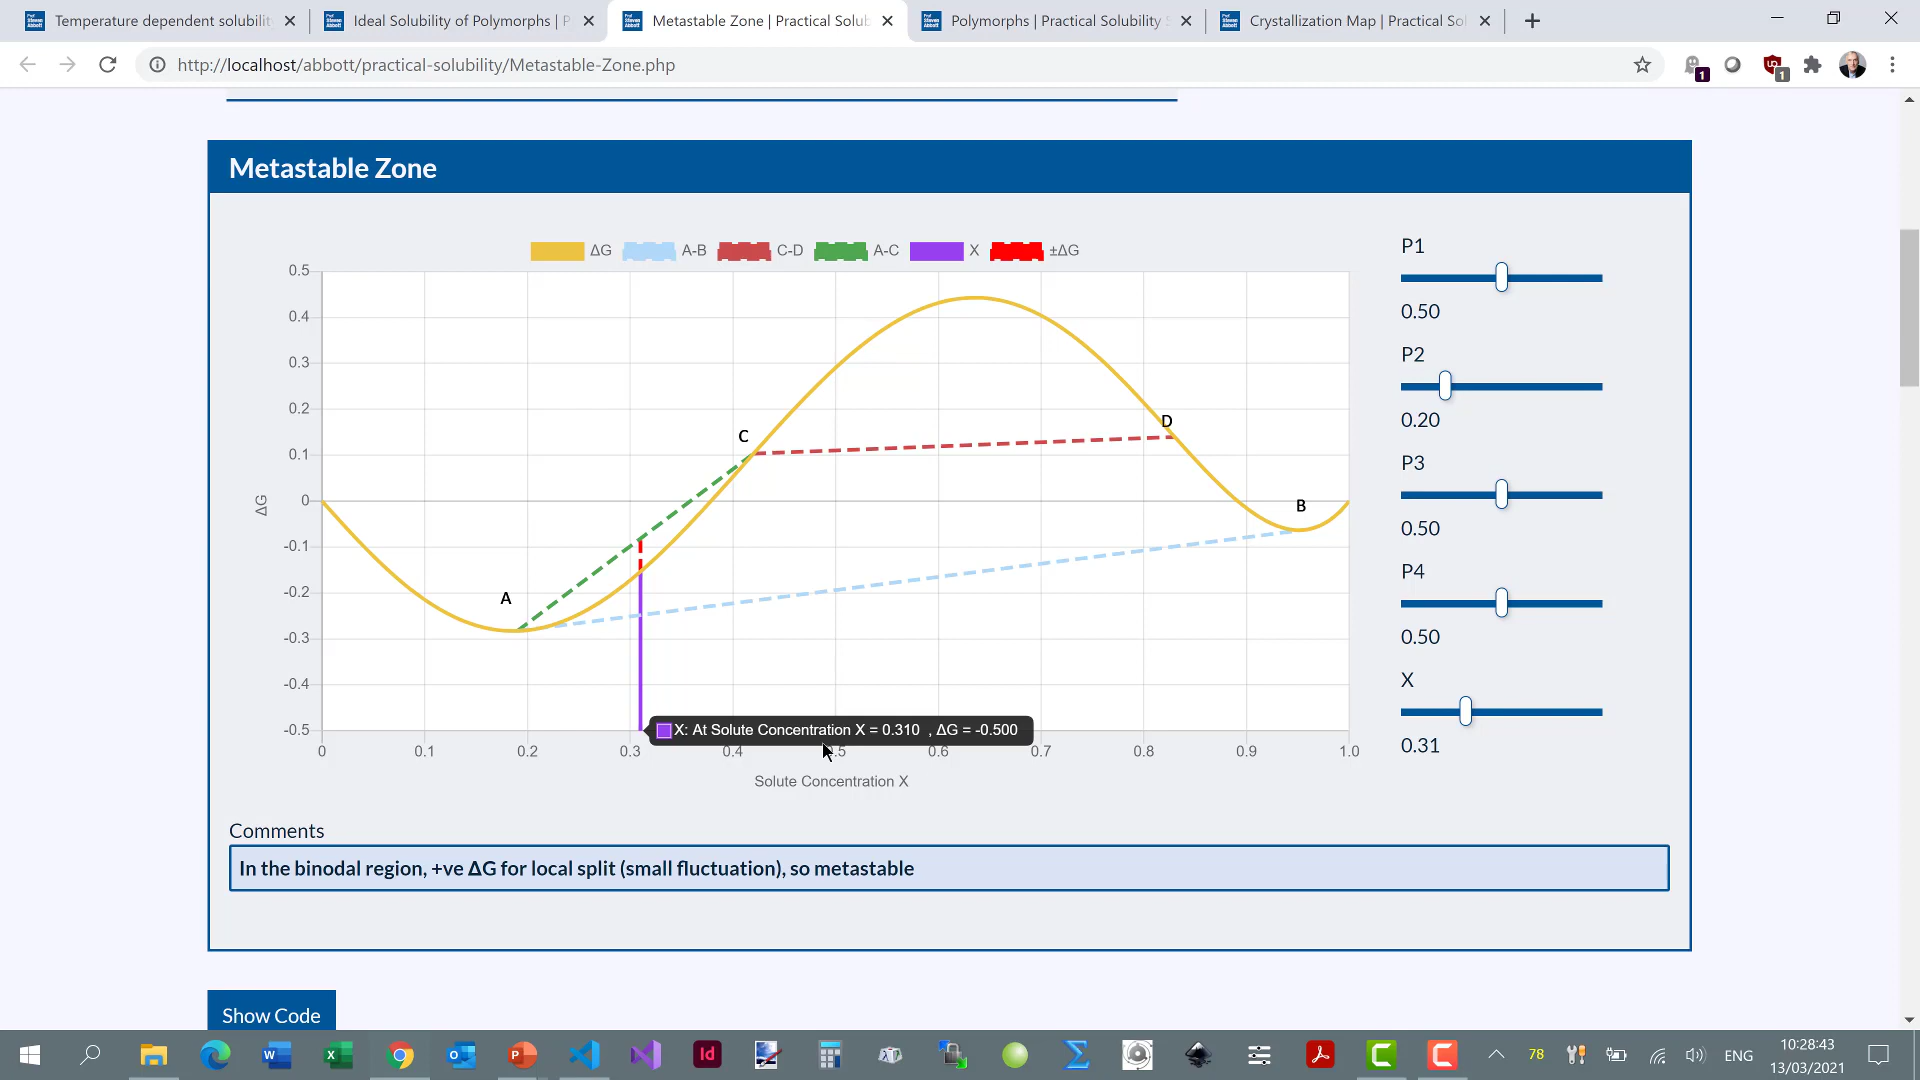 Temperature dependent solubilit
Ideal Solubility of Polymorphs | P
Metastable Zone | Practical Solub
Polymorphs | Practical Solubility S
Crystallization Map | Practical Sol
http://localhost/abbott/practical-solubility/Metastable-Zone.php
1
1
Metastable Zone
ΔG
A-B
C-D
A-C
X
±ΔG
0.5
0.4
0.3
0.2
0.1
0
-0.1
-0.2
-0.3
-0.4
-0.5
ΔG
A
C
D
B
X: At Solute Concentration X = 0.310 , ΔG = -0.500
0
0.1
0.2
0.3
0.4
0.5
0.6
0.7
0.8
0.9
1.0
Solute Concentration X
P1
0.50
P2
0.20
P3
0.50
P4
0.50
X
0.31
Comments
In the binodal region, +ve ΔG for local split (small fluctuation), so metastable
Show Code
78
ENG
10:28:43
13/03/2021